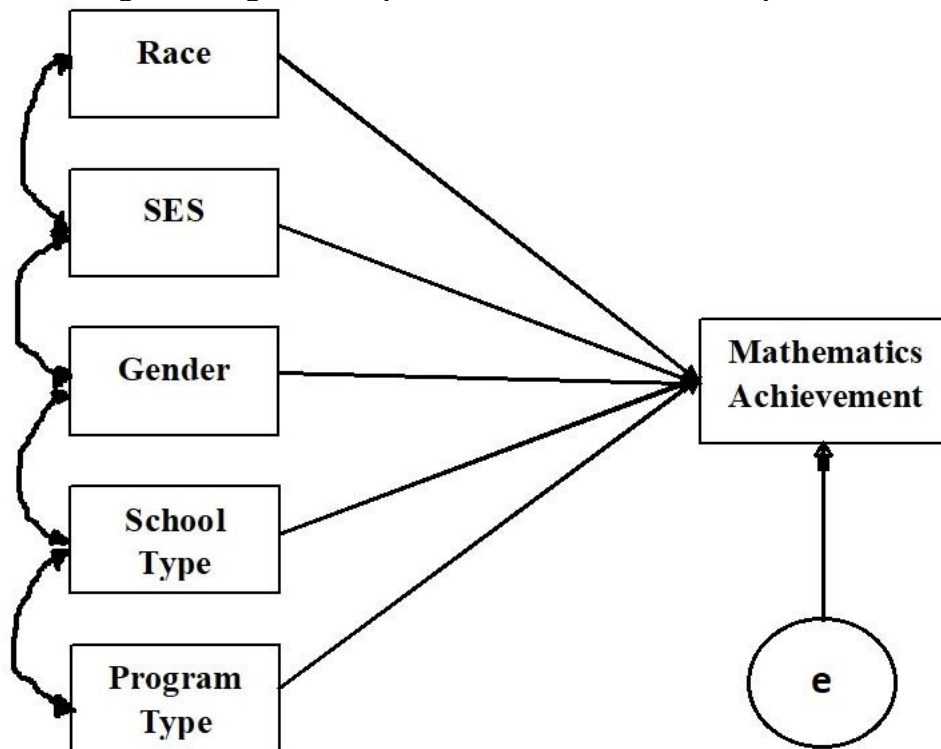 Race
SES
Gender
Mathematics
Achievement
School
Type
Program
Type
e